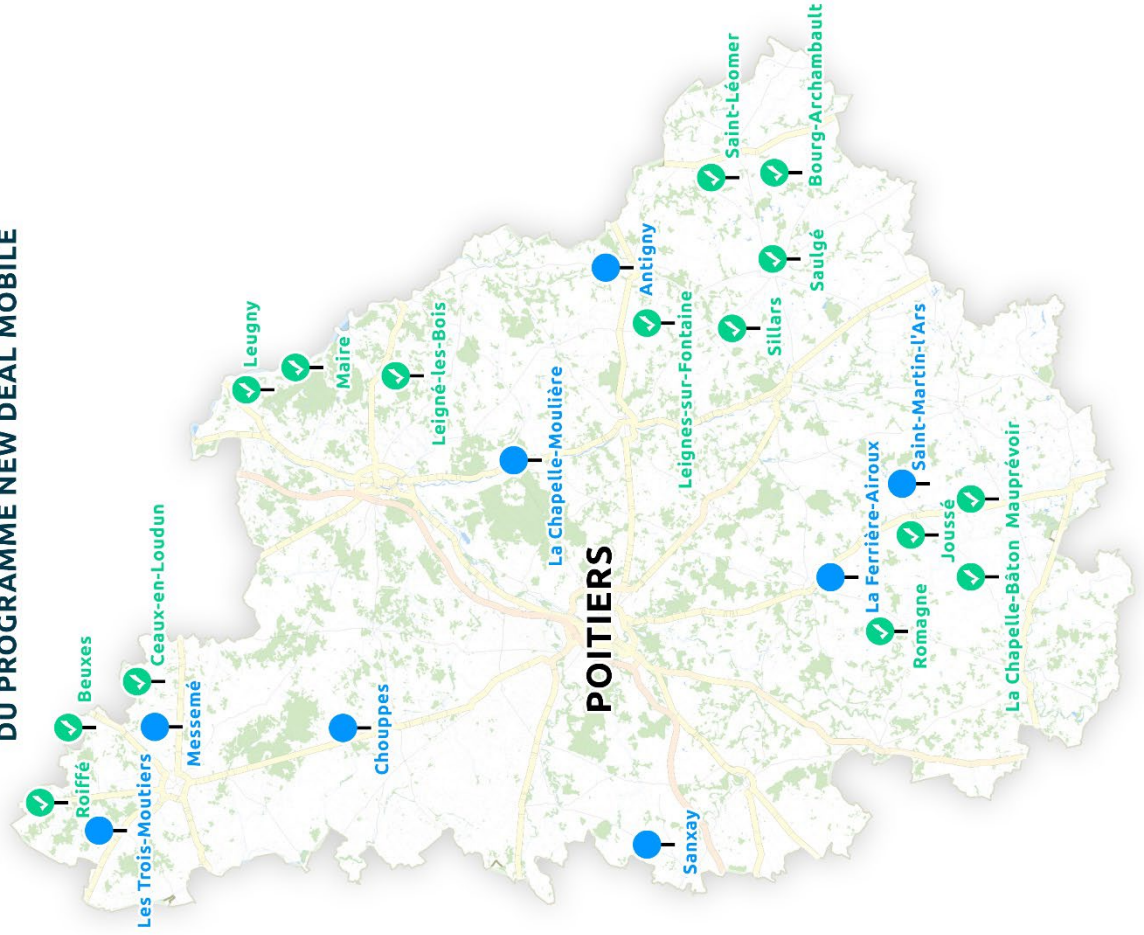 DU PROGRAMME NEW DEAL MOBILE
Roiffé
Beuxes
Les Trois-Moutiers
Ceaux-en-Loudun
Messemé
Leugny
Maire
Chouppes
Leigné-les-Bois
La Chapelle-Moulière
POITIERS
Antigny
Sanxay
Leignes-sur-Fontaine
Saint-Léomer
Sillars
Saulgé
Bourg-Archambault
La Ferrière-Airoux
Romagne
Saint-Martin-l'Ars
Joussé
La Chapelle-Bâton
Mauprévoir